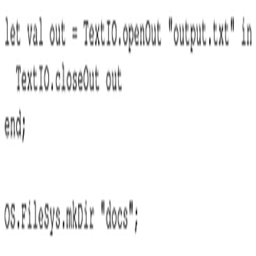 let val out = TextIO.openOut "output.txt" in
  TextIO.closeOut out
end;

OS.FileSys.mkDir "docs";